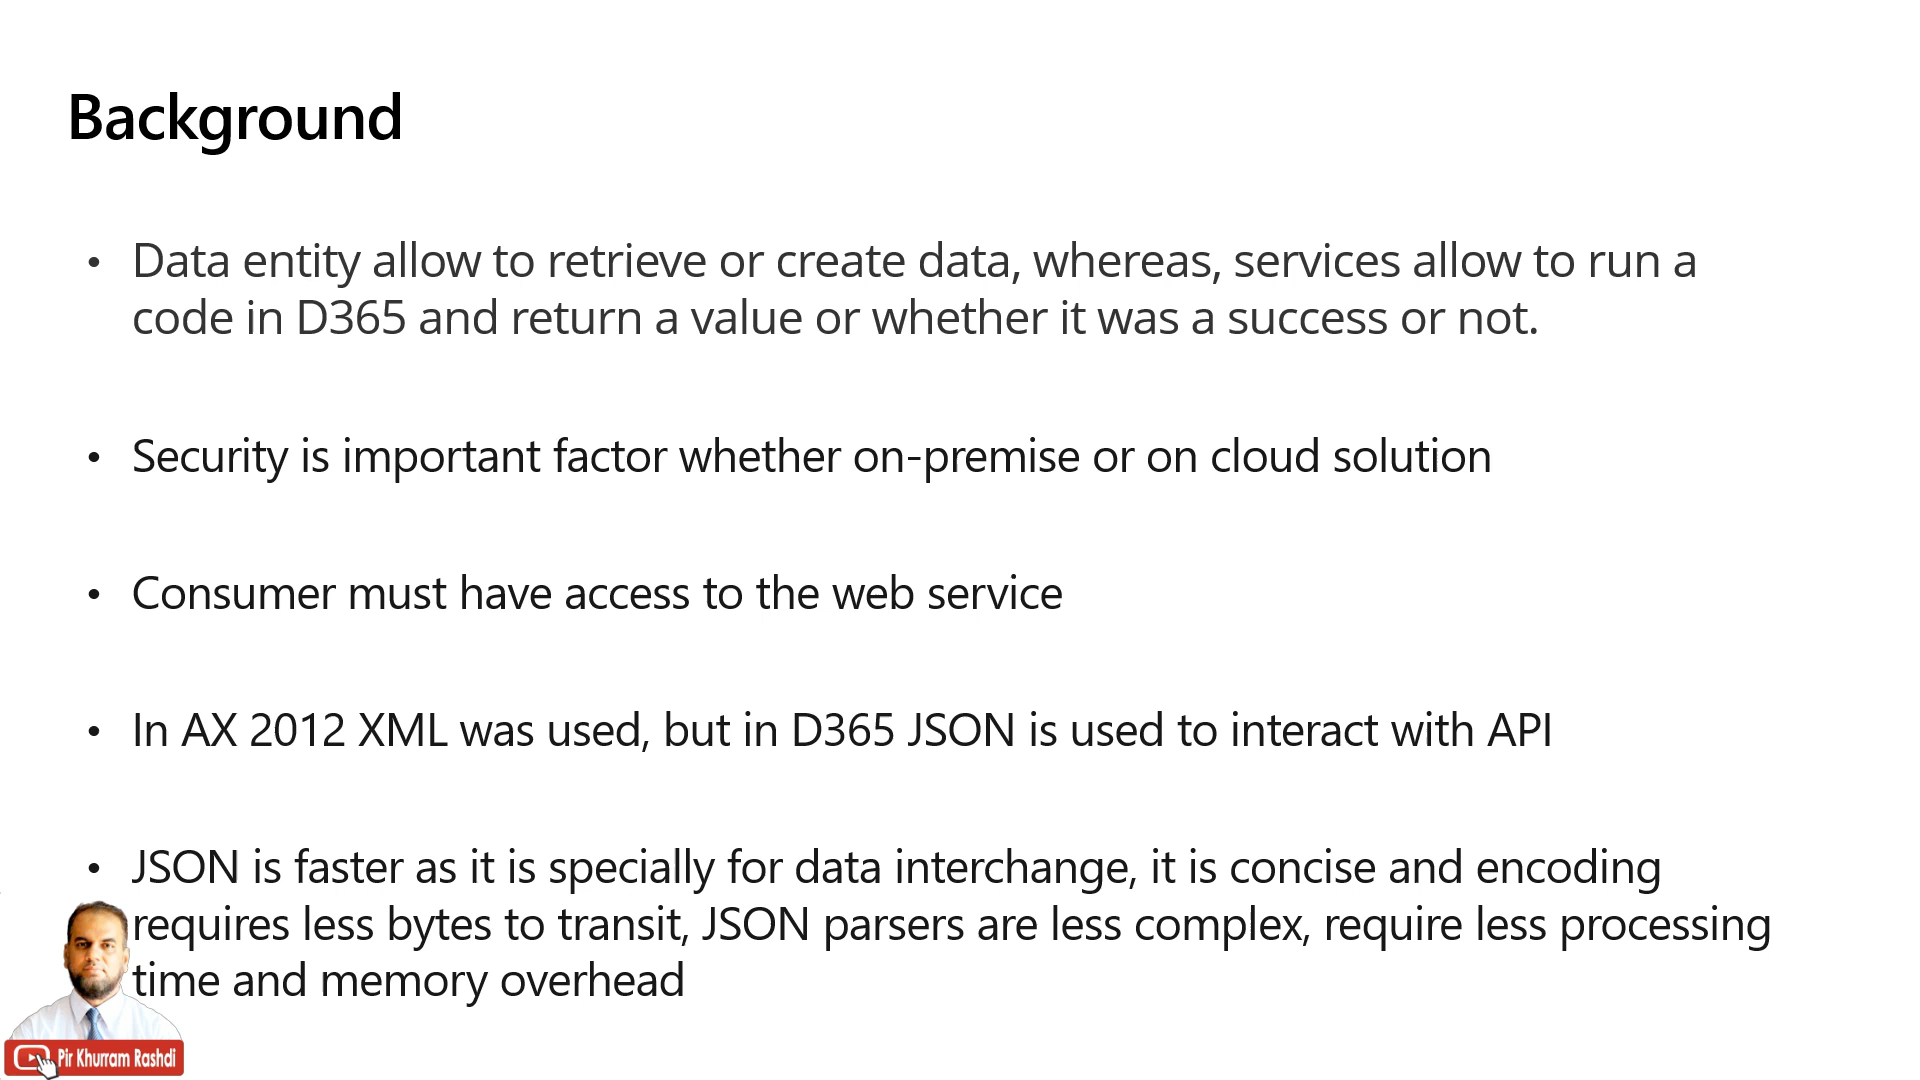 Background
• Data entity allow to retrieve or create data, whereas, services allow to run a
code in D365 and return a value or whether it was a success or not.
• Security is important factor whether on-premise or on cloud solution
• Consumer must have access to the web service
• In AX 2012 XML was used, but in D365 JSON is used to interact with API
• JSON is faster as it is specially for data interchange, it is concise and encoding
requires less bytes to transit, JSON parsers are less complex, require less processing
time and memory overhead
Pir Khurram Rashdi